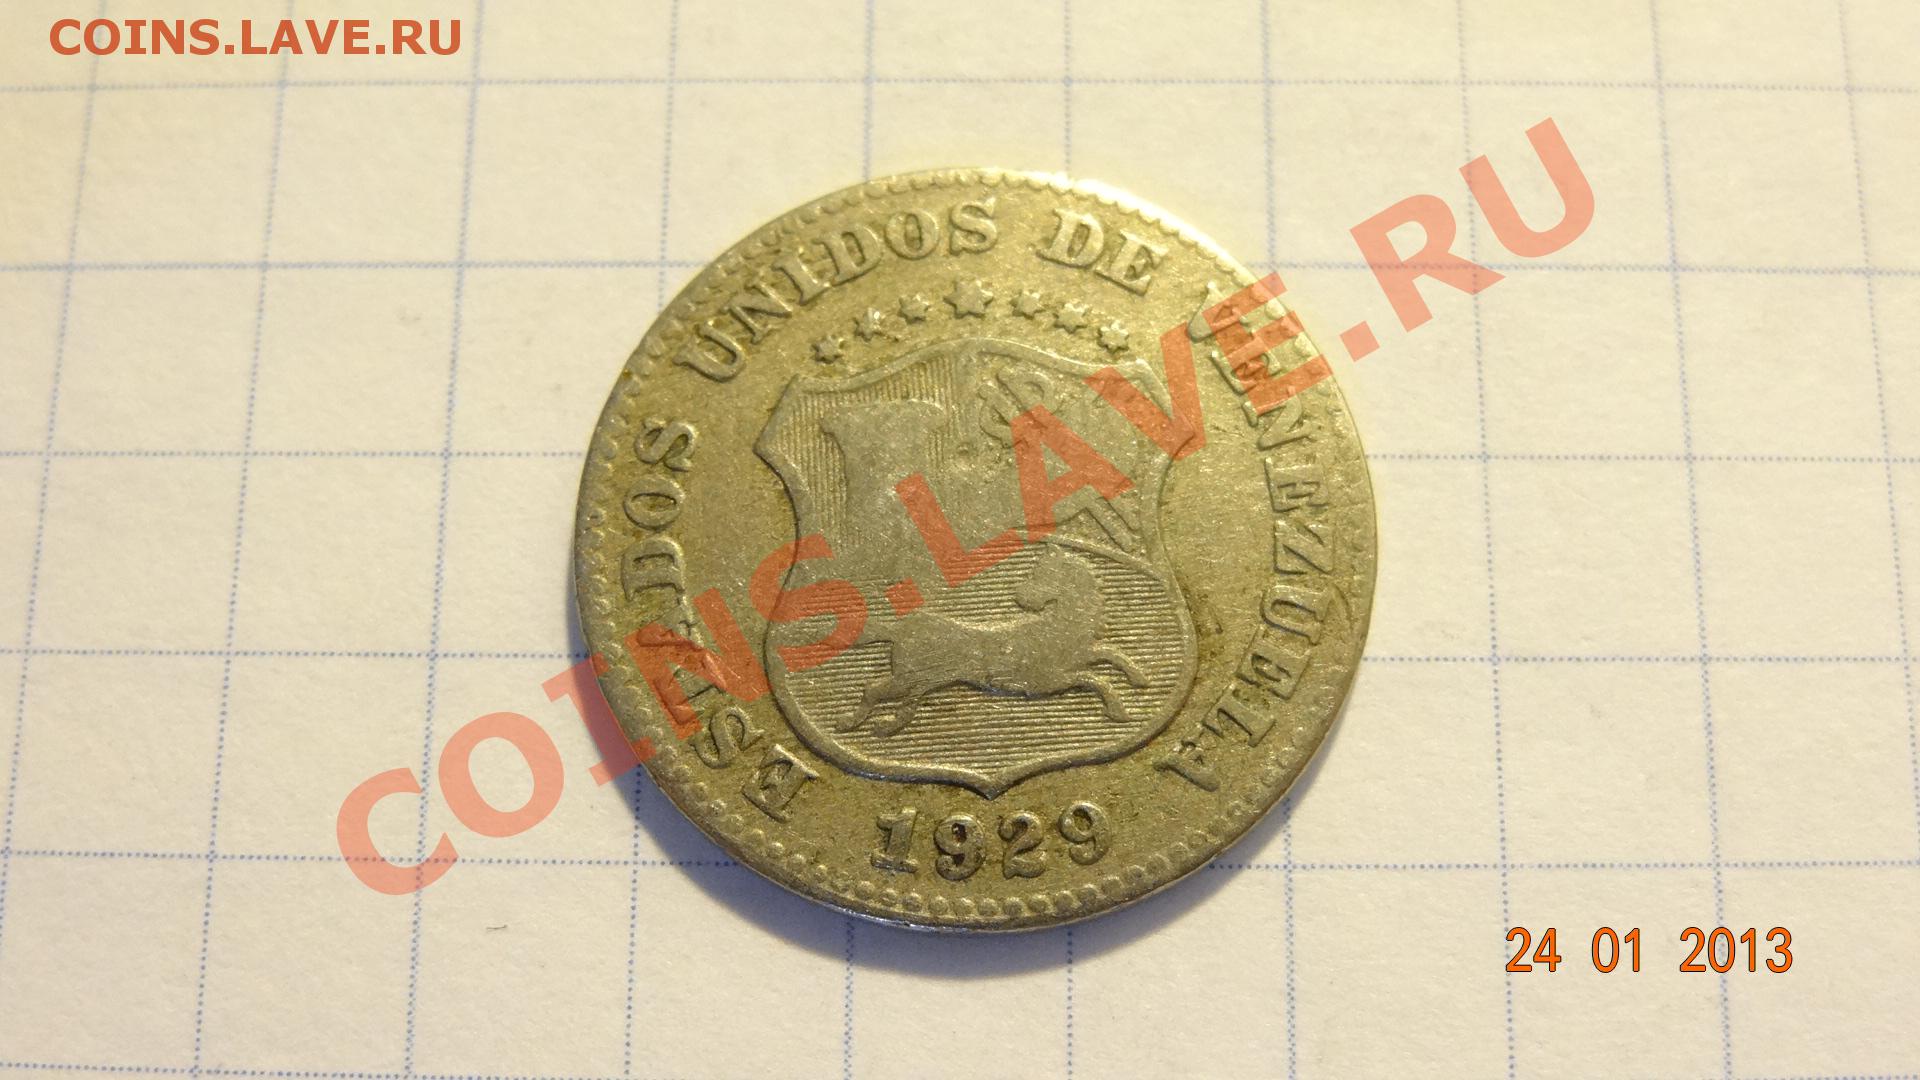 COINS.LAVE.RU
ESTADOS UNIDOS DE VENEZUELA
1929
COINS.LAVE.RU
24 01 2013